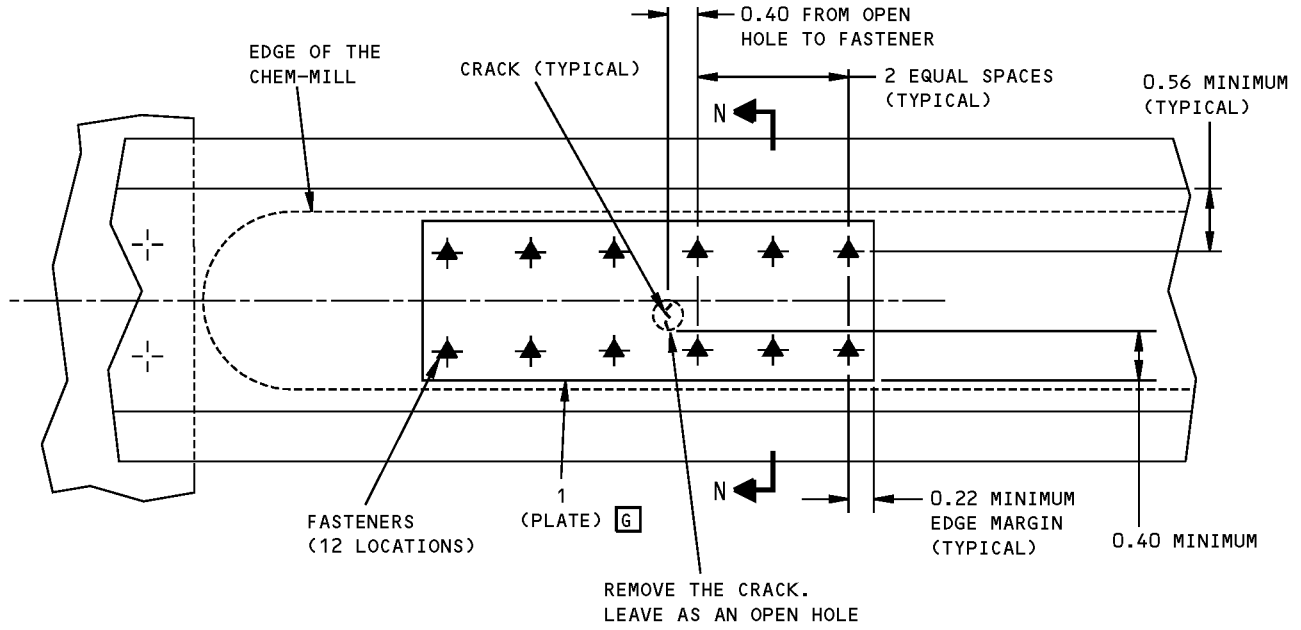 0.40 FROM OPEN
HOLE TO FASTENER
EDGE OF THE
CHEM-MILL
CRACK (TYPICAL)
2 EQUAL SPACES
(TYPICAL)
0.56 MINIMUM
(TYPICAL)
N
N
1
(PLATE) G
FASTENERS
(12 LOCATIONS)
0.22 MINIMUM
EDGE MARGIN
(TYPICAL)
0.40 MINIMUM
REMOVE THE CRACK.
LEAVE AS AN OPEN HOLE